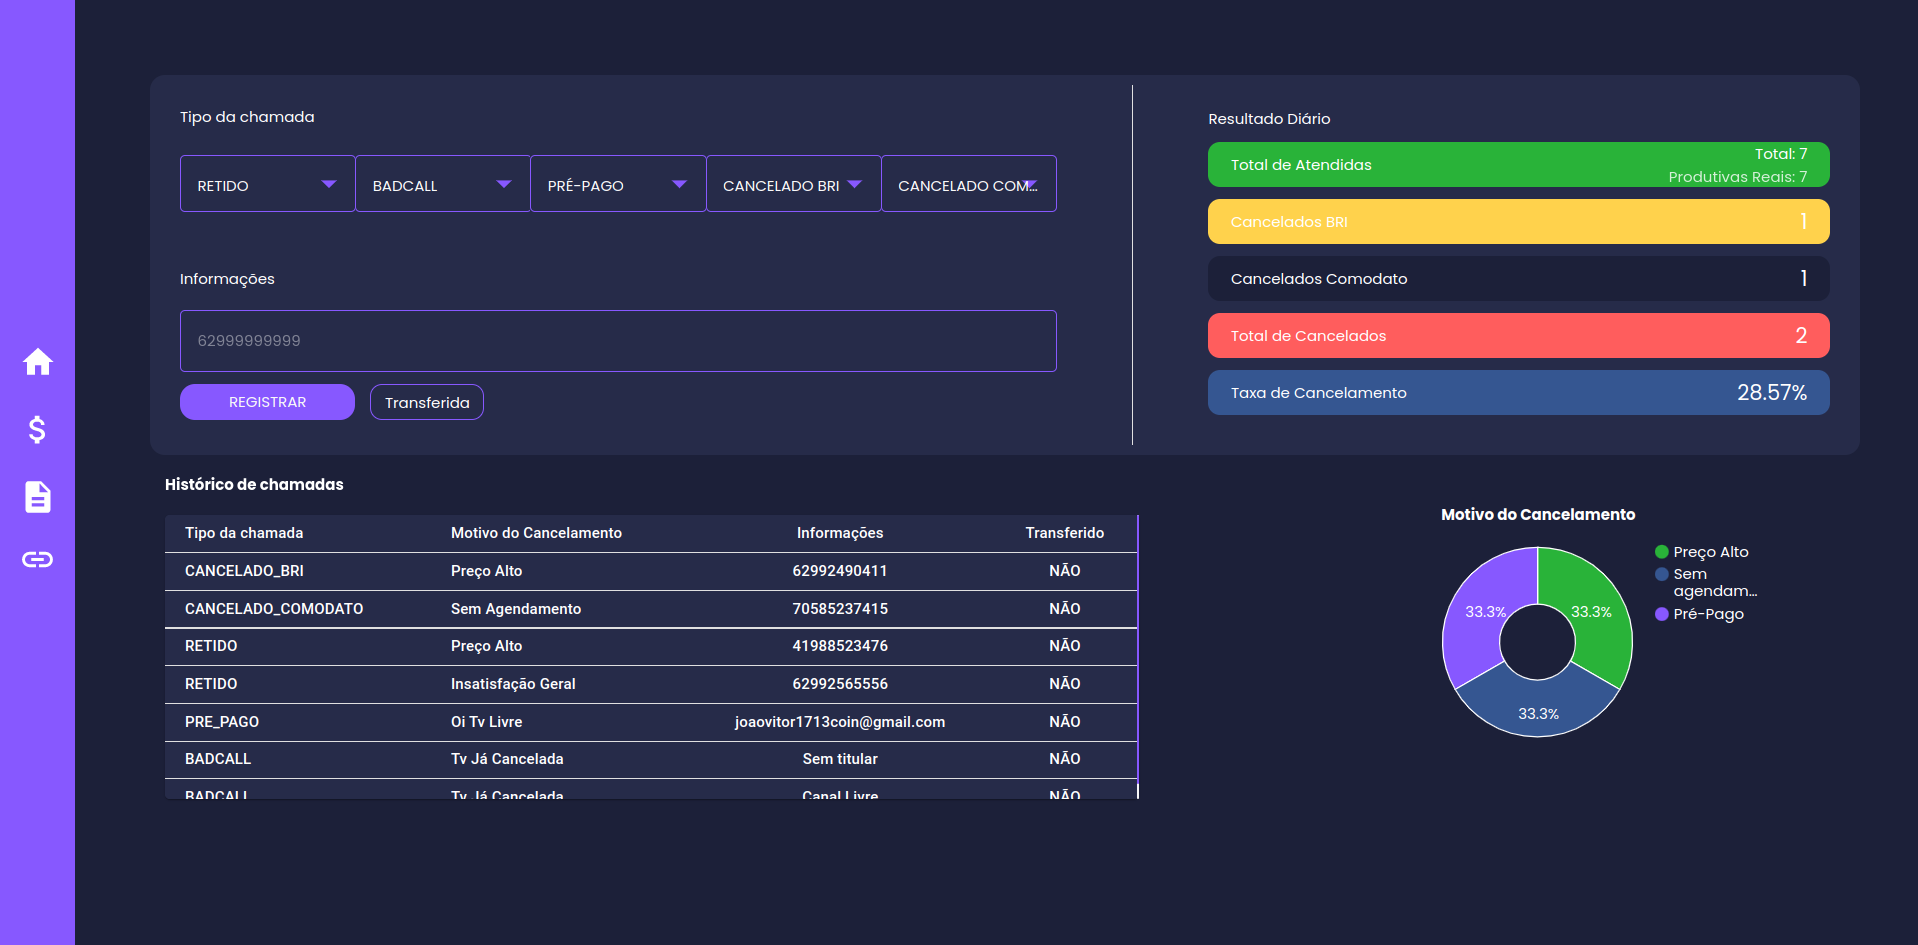 Tipo da chamada
RETIDO BADCALL PRÉ-PAGO CANCELADO BRI CANCELADO COM...
Informações
62999999999
REGISTRAR Transferida
Resultado Diário
Total de Atendidas Total: 7
Produtivas Reais: 7
Cancelados BRI 1
Cancelados Comodato 1
Total de Cancelados 2
Taxa de Cancelamento 28.57%
Histórico de chamadas
Tipo da chamada Motivo do Cancelamento Informações Transferido
CANCELADO_BRI Preço Alto 62992490411 NÃO
CANCELADO_COMODATO Sem Agendamento 70585237415 NÃO
RETIDO Preço Alto 41988523476 NÃO
RETIDO Insatisfação Geral 62992565556 NÃO
PRE_PAGO Oi Tv Livre joaovitor1713coin@gmail.com NÃO
BADCALL Tv Já Cancelada Sem titular NÃO
BADCALL Tv Já Cancelada Canal Livre NÃO
Motivo do Cancelamento
Preço Alto
Sem
agendam...
Pré-Pago
33.3% 33.3%
33.3%